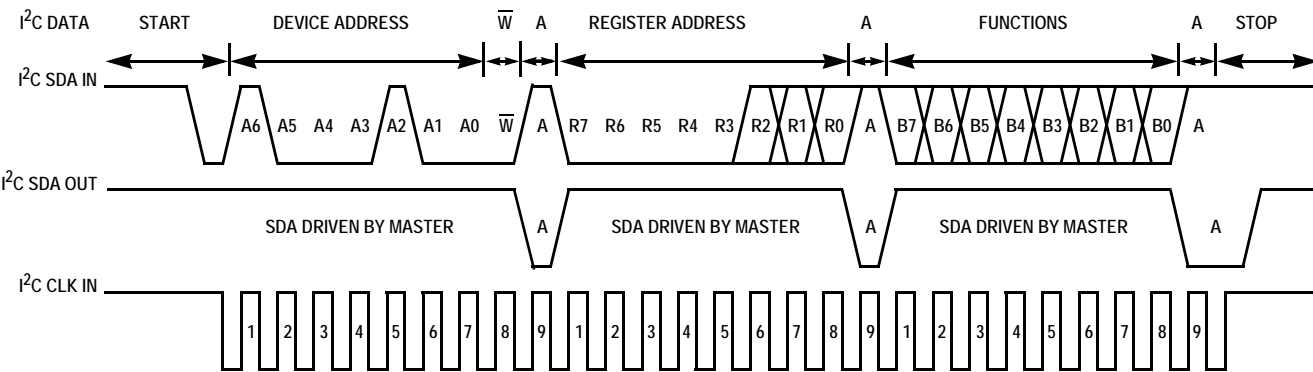 I²C DATA START DEVICE ADDRESS W̅ A REGISTER ADDRESS A FUNCTIONS A STOP
I²C SDA IN
A6 A5 A4 A3 A2 A1 A0 W̅ A R7 R6 R5 R4 R3 R2 R1 R0 A B7 B6 B5 B4 B3 B2 B1 B0 A
I²C SDA OUT
SDA DRIVEN BY MASTER A SDA DRIVEN BY MASTER A SDA DRIVEN BY MASTER A
I²C CLK IN
1 2 3 4 5 6 7 8 9 1 2 3 4 5 6 7 8 9 1 2 3 4 5 6 7 8 9